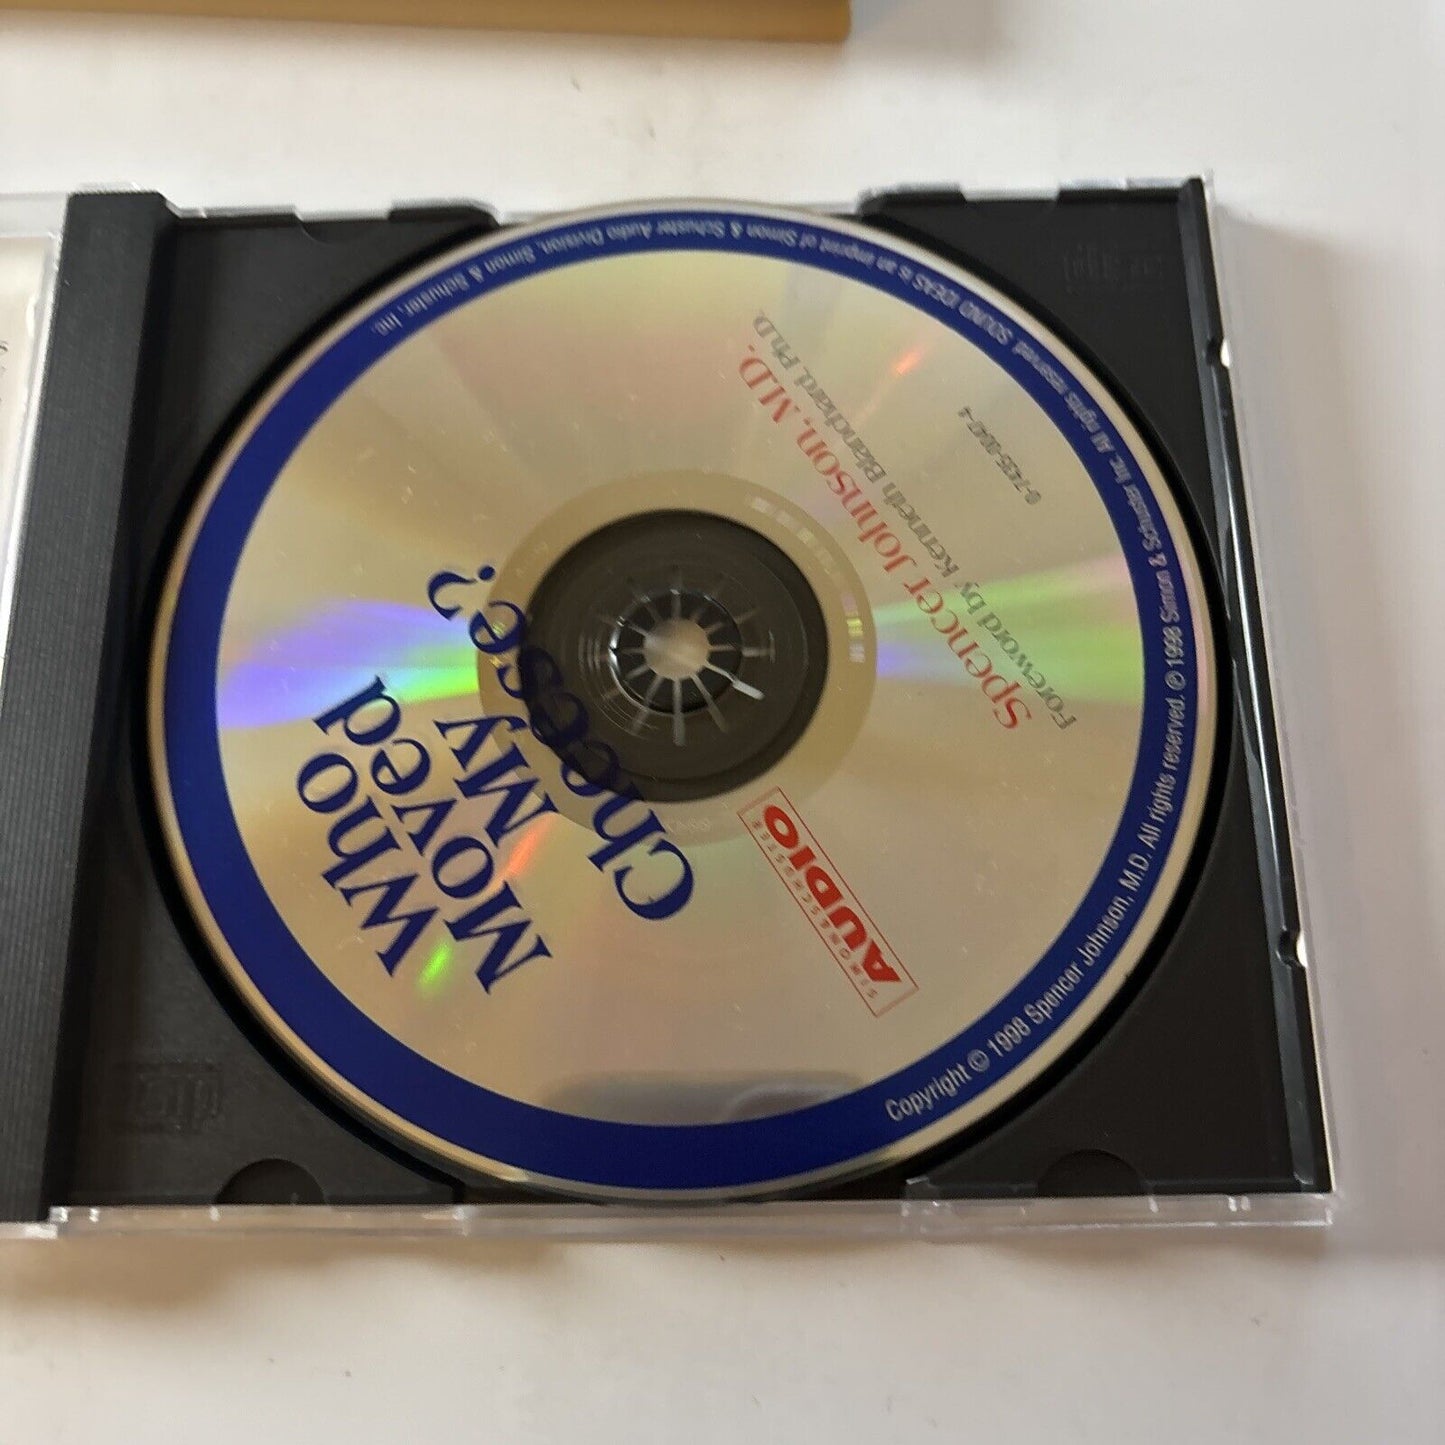 Who
Moved
My
Cheese?
SIMON & SCHUSTER
AUDIO
Spencer Johnson, M.D.
Foreword by Kenneth Blanchard, Ph.D.
Copyright © 1998 Spencer Johnson, M.D. All rights reserved. ℗ 1998 Simon & Schuster Inc. All rights reserved. SOUND IDEAS is an imprint of Simon & Schuster Audio Division, Simon & Schuster, Inc.